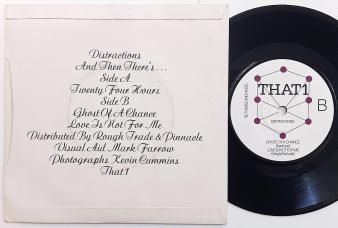 Distractions.
And Then There's....
Side A
Twenty Four Hours.
Side B
Ghost Of A Chance
Love Is Not For Me
Distributed By Rough Trade & Pinnacle
Visual Aid Mark Farrow.
Photographs Kevin Cummins.
That 1
THAT1
B
DISTRACTIONS
GHOST OF A CHANCE
LOVE IS NOT FOR ME